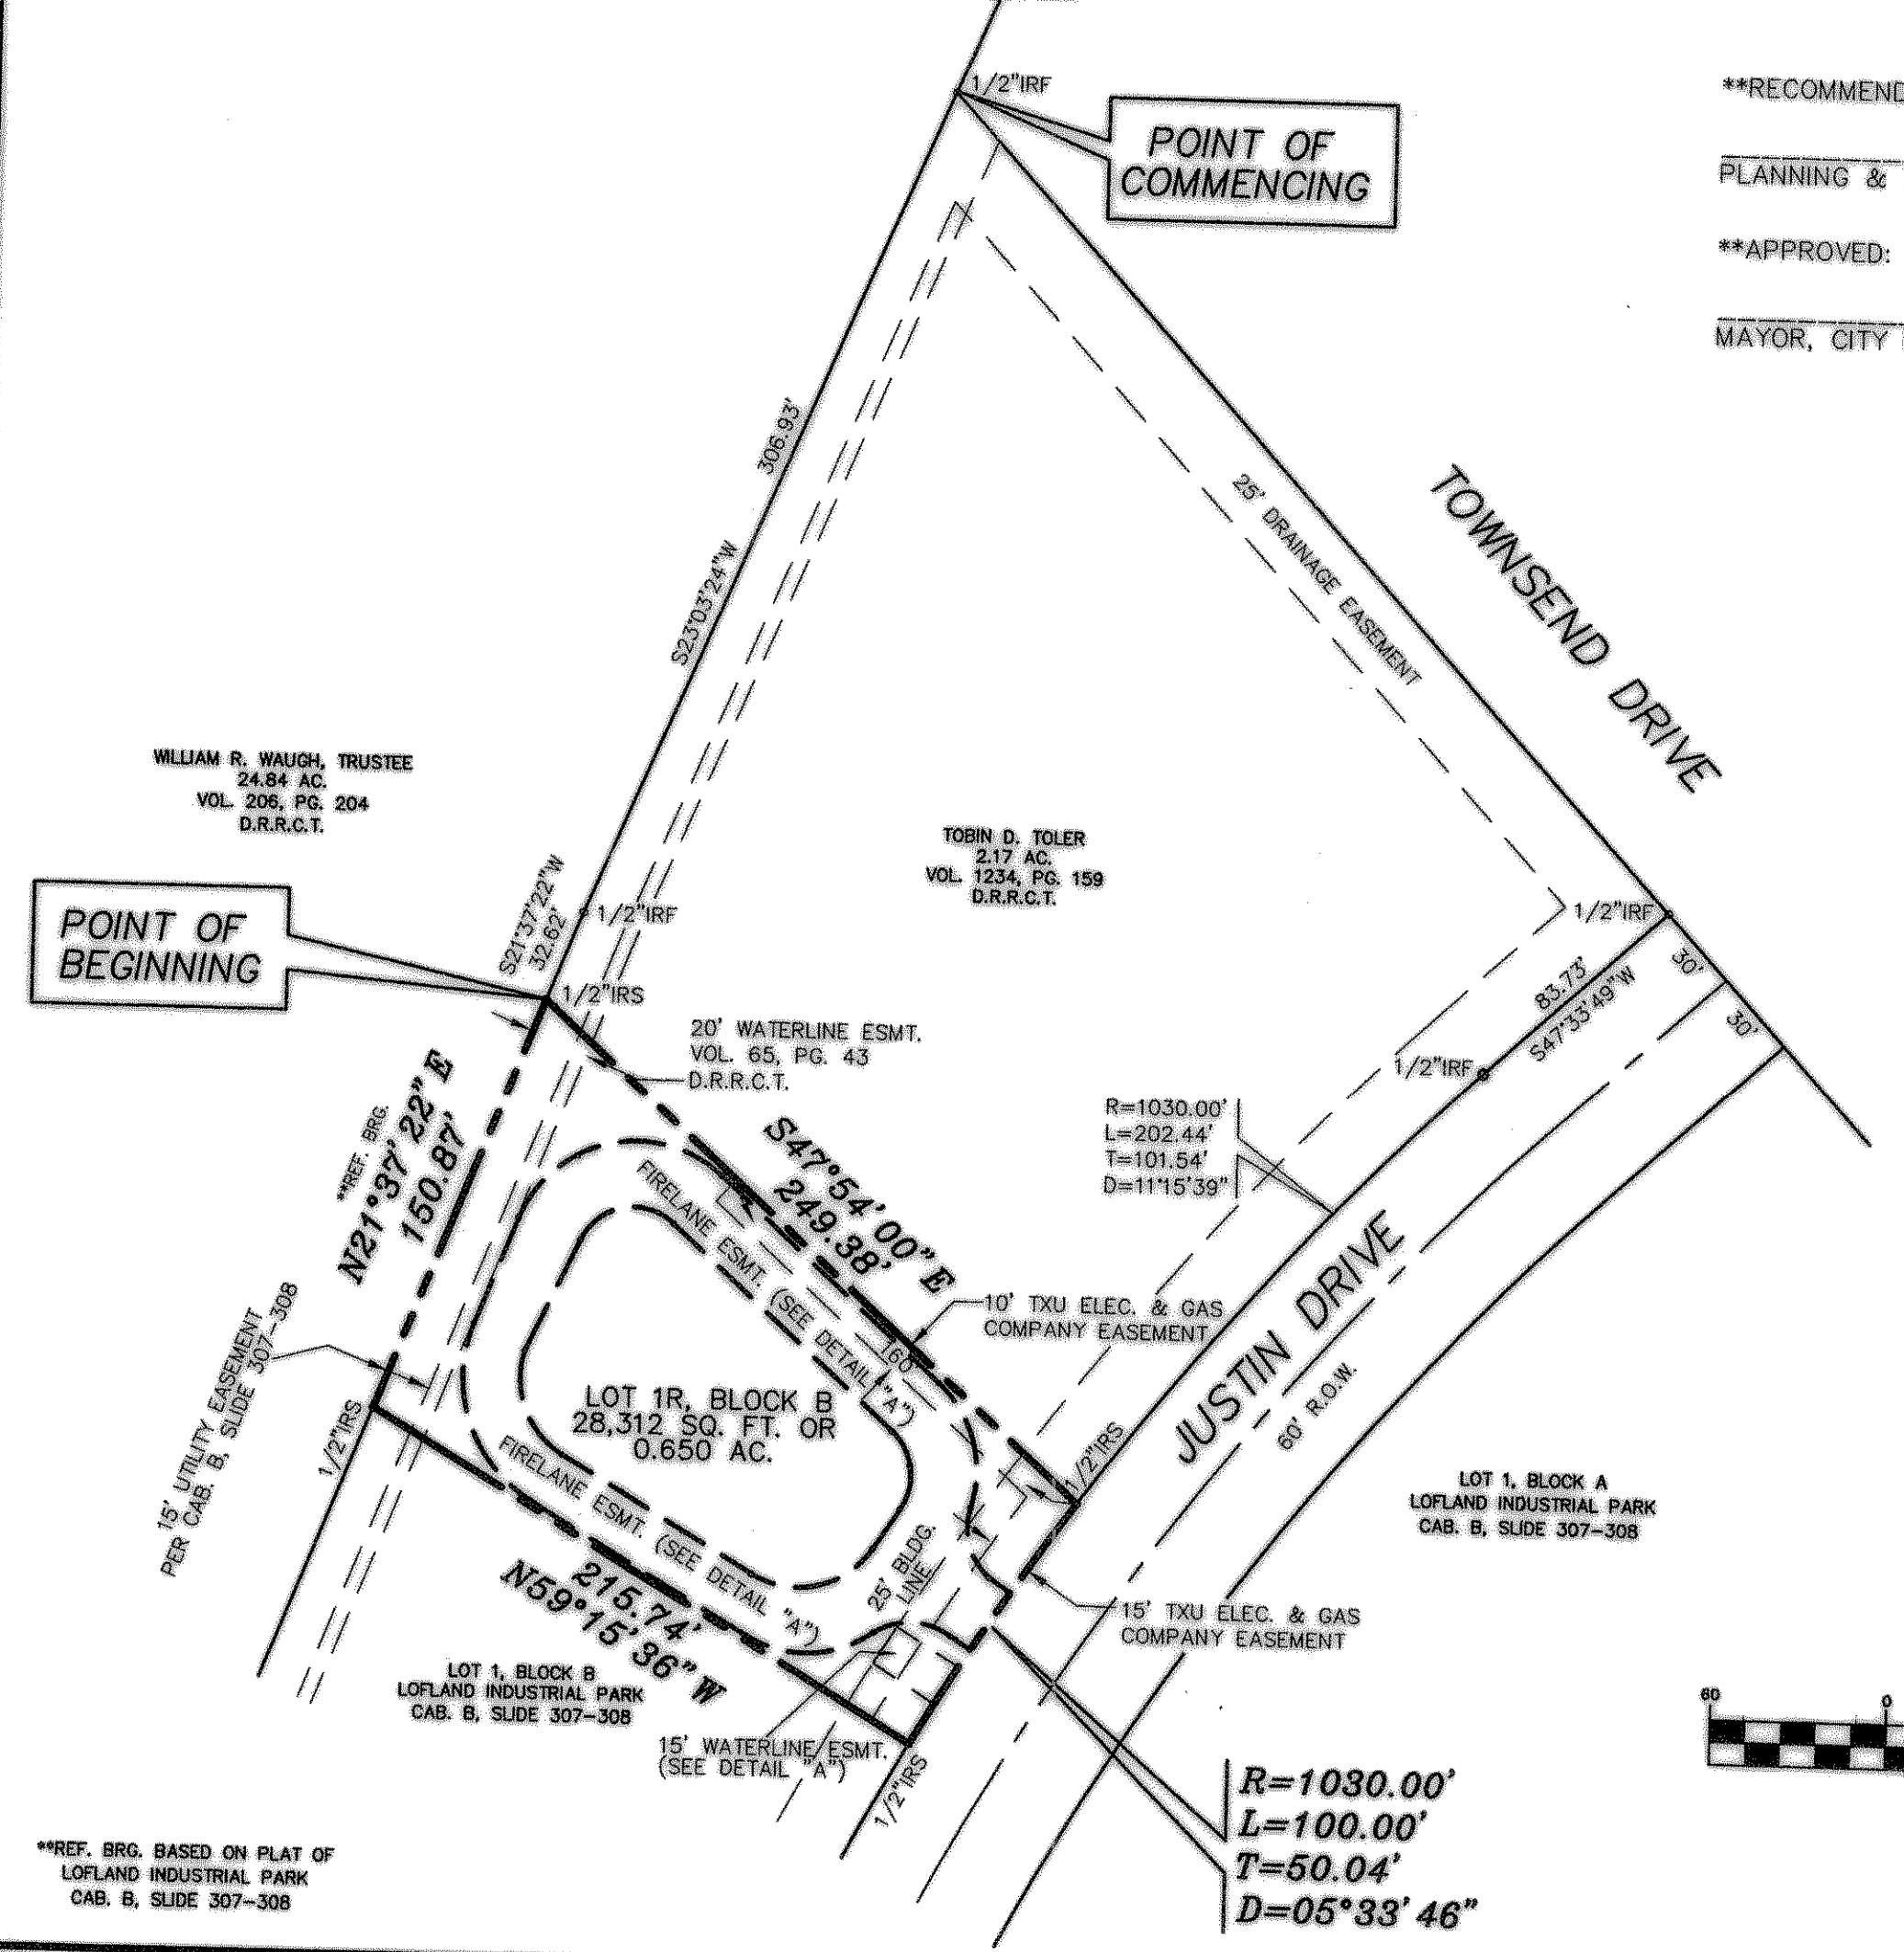 1/2"IRF
POINT OF
COMMENCING
**RECOMMEND
PLANNING &
**APPROVED:
MAYOR, CITY
306.93'
S23°03'24"W
25' DRAINAGE EASEMENT
TOWNSEND DRIVE
WILLIAM R. WAUGH, TRUSTEE
24.84 AC.
VOL. 206, PG. 204
D.R.R.C.T.
TOBIN D. TOLER
2.17 AC.
VOL. 1234, PG. 159
D.R.R.C.T.
POINT OF
BEGINNING
S21°37'22"W
32.62'
1/2"IRF
1/2"IRS
1/2"IRF
30'
30'
83.73'
S47°33'49"W
1/2"IRF
20' WATERLINE ESMT.
VOL. 65, PG. 43
D.R.R.C.T.
R=1030.00'
L=202.44'
T=101.54'
D=11°15'39"
**REF. BRG.
N21°37'22"E
150.87'
S47°54'00"E
249.38'
FIRELANE ESMT. (SEE DETAIL "A")
160'
10' TXU ELEC. & GAS
COMPANY EASEMENT
JUSTIN DRIVE
60' R.O.W.
15' UTILITY EASEMENT
PER CAB. B, SLIDE 307-308
1/2"IRS
LOT 1R, BLOCK B
28,312 SQ. FT. OR
0.650 AC.
FIRELANE ESMT. (SEE DETAIL "A")
1/2"IRS
LOT 1, BLOCK A
LOFLAND INDUSTRIAL PARK
CAB. B, SLIDE 307-308
25' BLDG.
LINE
215.74'
N59°15'36"W
15' TXU ELEC. & GAS
COMPANY EASEMENT
LOT 1, BLOCK B
LOFLAND INDUSTRIAL PARK
CAB. B, SLIDE 307-308
15' WATERLINE ESMT.
(SEE DETAIL "A")
1/2"IRS
60
0
R=1030.00'
L=100.00'
T=50.04'
D=05°33'46"
**REF. BRG. BASED ON PLAT OF
LOFLAND INDUSTRIAL PARK
CAB. B, SLIDE 307-308